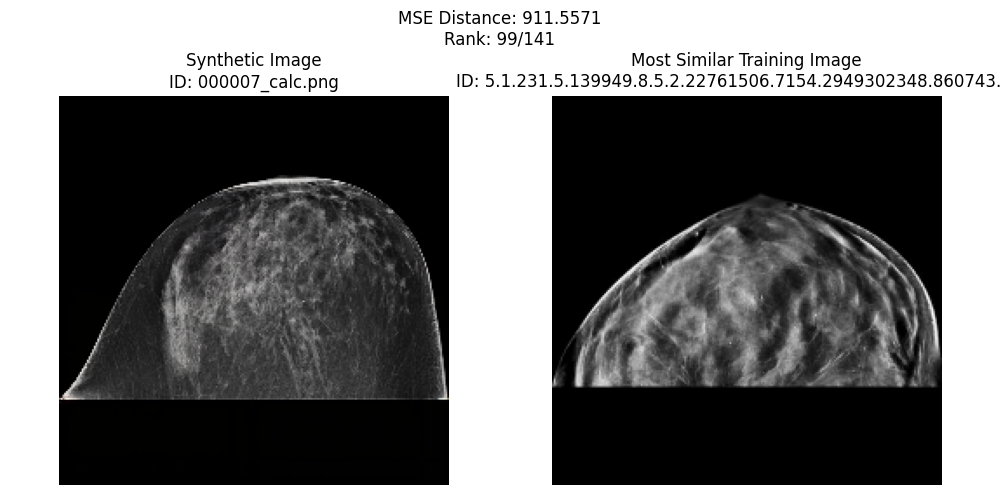 MSE Distance: 911.5571
Rank: 99/141
Synthetic Image
ID: 000007_calc.png
Most Similar Training Image
ID: 5.1.231.5.139949.8.5.2.22761506.7154.2949302348.860743.